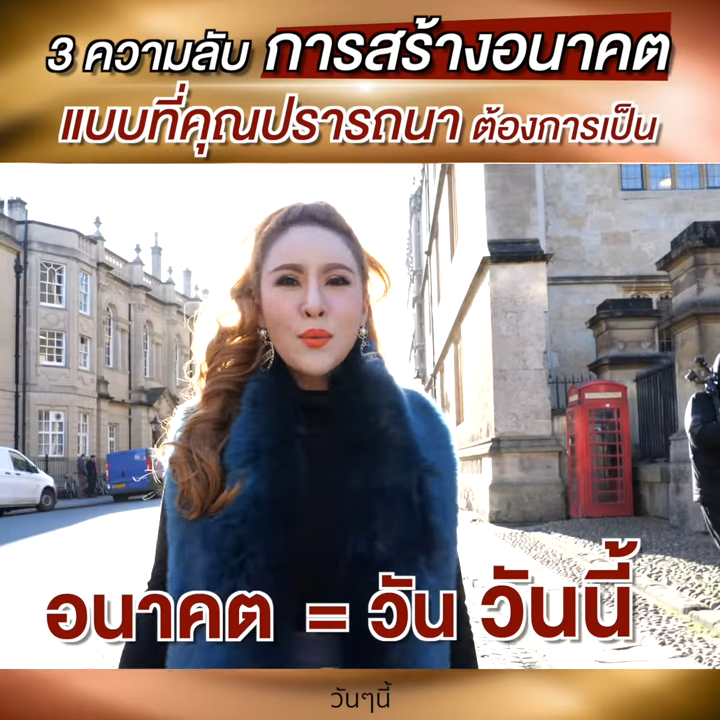 3 ความลับ การสร้างอนาคต
แบบที่คุณปรารถนา ต้องการเป็น
อนาคต = วัน วันนี้
วันๆนี้